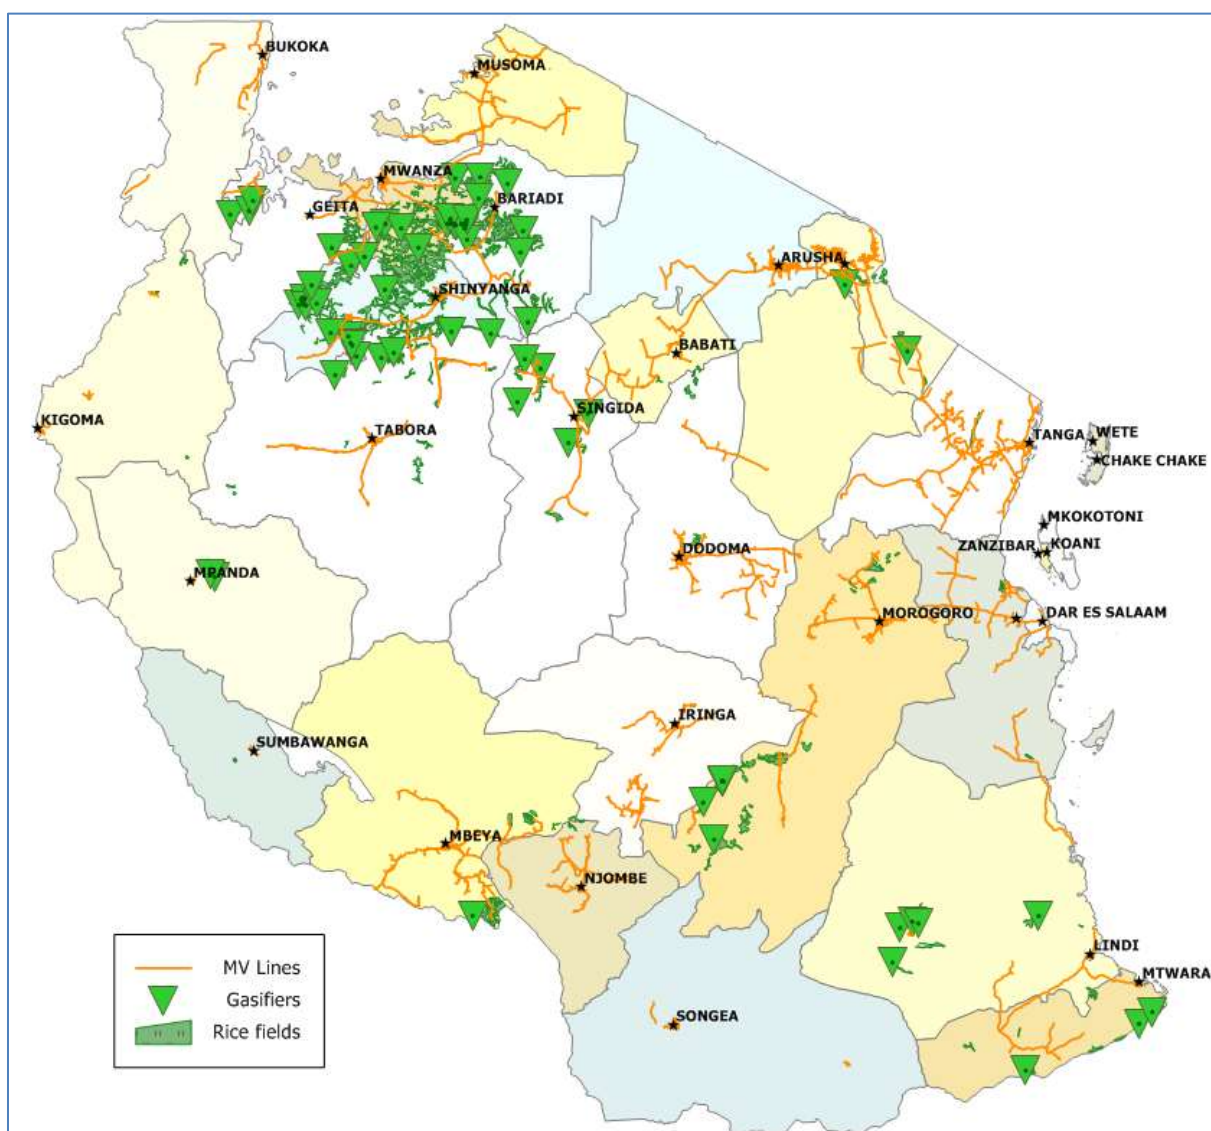 BUKOKA
MUSOMA
MWANZA
GEITA
BARIADI
ARUSHA
SHINYANGA
BABATI
KIGOMA
SINGIDA
TABORA
TANGA
WETE
CHAKE CHAKE
MKOKOTONI
ZANZIBAR
KOANI
DODOMA
MPANDA
MOROGORO
DAR ES SALAAM
IRINGA
SUMBAWANGA
MBEYA
NJOMBE
LINDI
MTWARA
SONGEA
MV Lines
Gasifiers
Rice fields